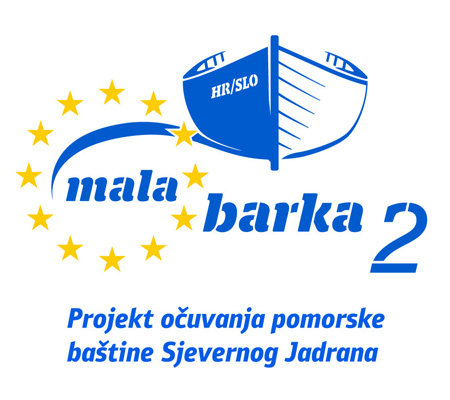 HR/SLO
mala
barka 2
Projekt očuvanja pomorske
baštine Sjevernog Jadrana